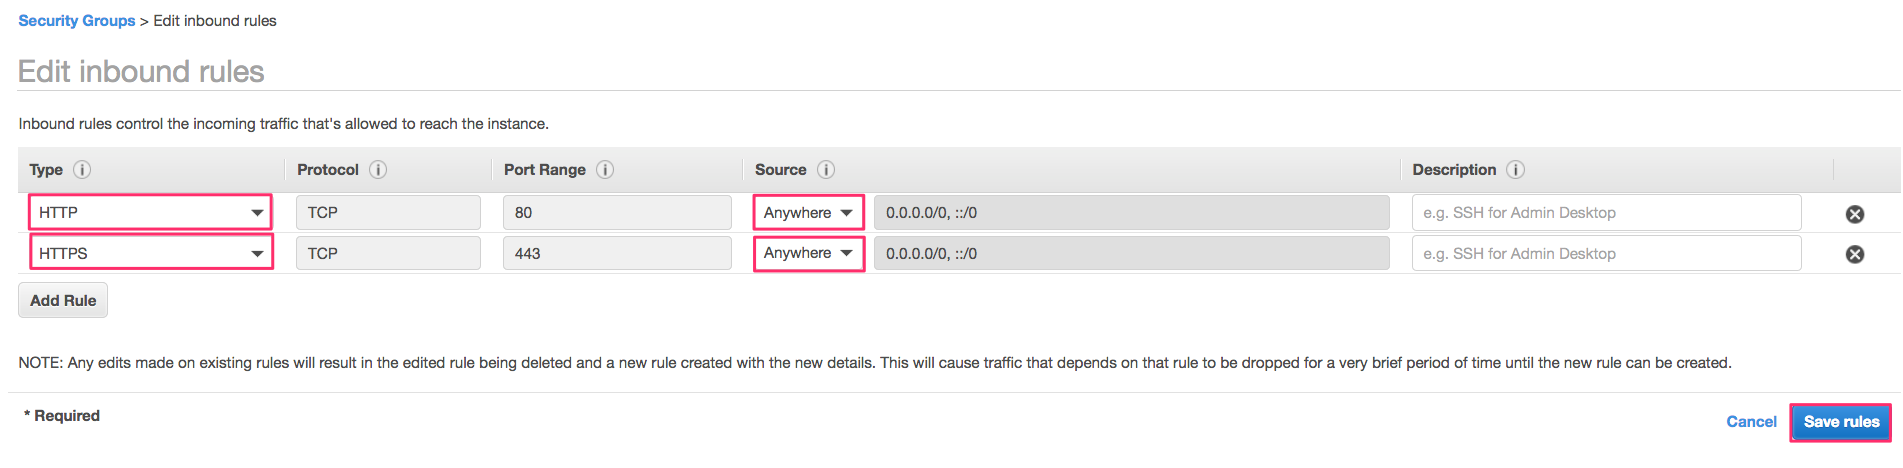 Security Groups > Edit inbound rules
Edit inbound rules
Inbound rules control the incoming traffic that's allowed to reach the instance.
Type i Protocol i Port Range i Source i Description i
HTTP TCP 80 Anywhere 0.0.0.0/0, ::/0 e.g. SSH for Admin Desktop
HTTPS TCP 443 Anywhere 0.0.0.0/0, ::/0 e.g. SSH for Admin Desktop
Add Rule
NOTE: Any edits made on existing rules will result in the edited rule being deleted and a new rule created with the new details. This will cause traffic that depends on that rule to be dropped for a very brief period of time until the new rule can be created.
* Required
Cancel Save rules